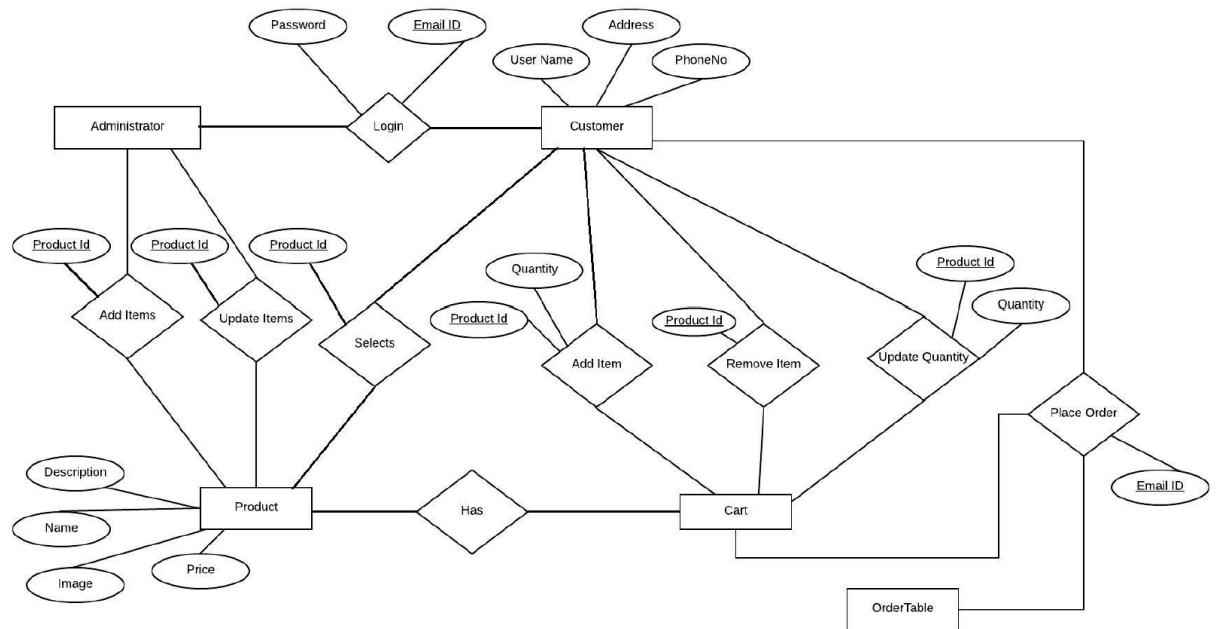 Password
Email ID
Address
User Name
PhoneNo
Administrator
Login
Customer
Product Id
Product Id
Product Id
Quantity
Product Id
Product Id
Product Id
Quantity
Add Items
Update Items
Selects
Add Item
Remove Item
Update Quantity
Place Order
Description
Name
Image
Price
Product
Has
Cart
Email ID
OrderTable